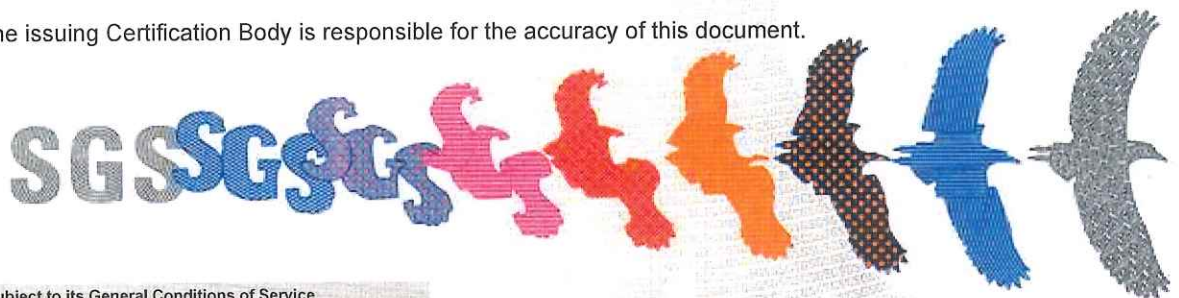 he issuing Certification Body is responsible for the accuracy of this document.
SGS SGS SGS
ubject to its General Conditions of Service